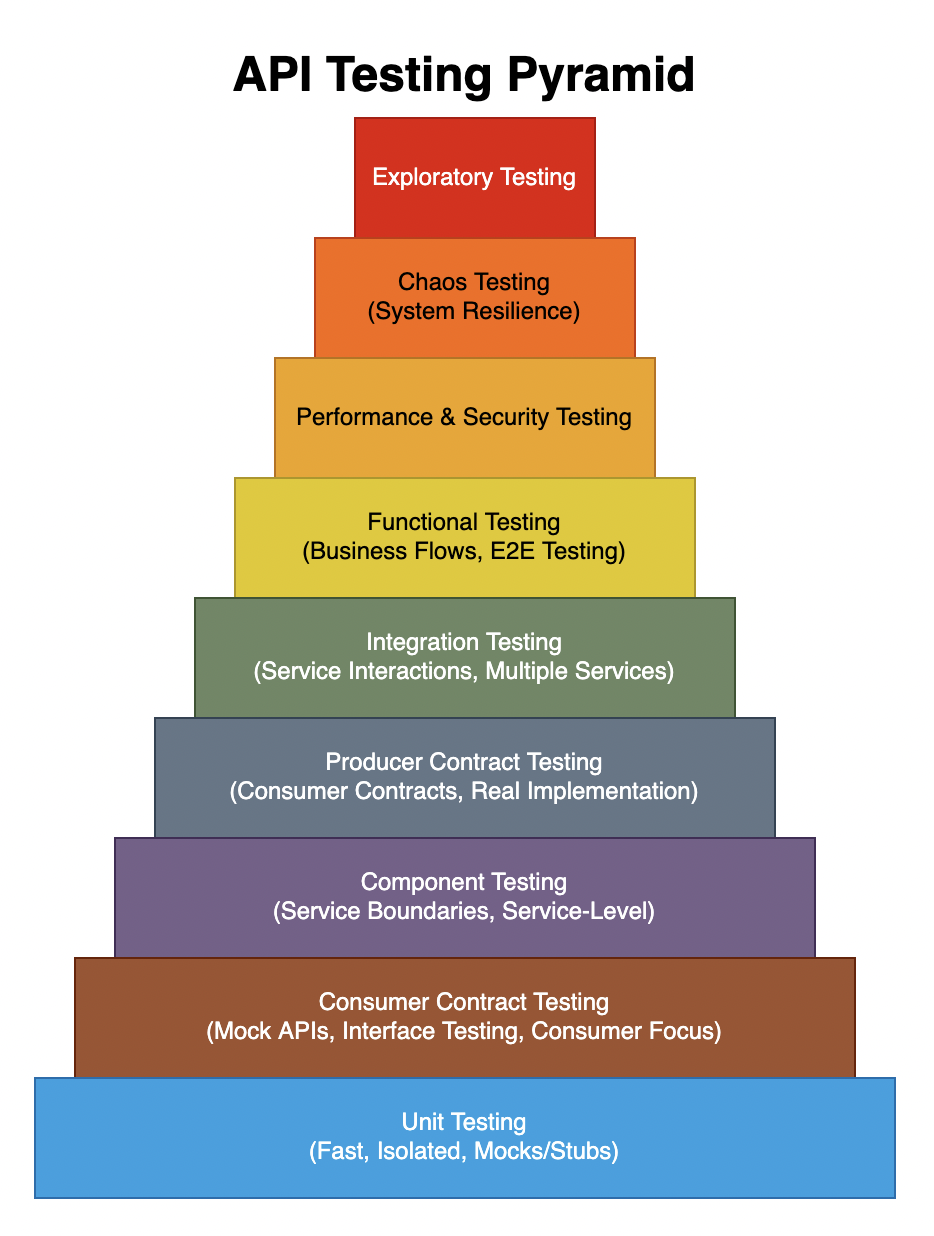 API Testing Pyramid
Exploratory Testing
Chaos Testing
(System Resilience)
Performance & Security Testing
Functional Testing
(Business Flows, E2E Testing)
Integration Testing
(Service Interactions, Multiple Services)
Producer Contract Testing
(Consumer Contracts, Real Implementation)
Component Testing
(Service Boundaries, Service-Level)
Consumer Contract Testing
(Mock APIs, Interface Testing, Consumer Focus)
Unit Testing
(Fast, Isolated, Mocks/Stubs)